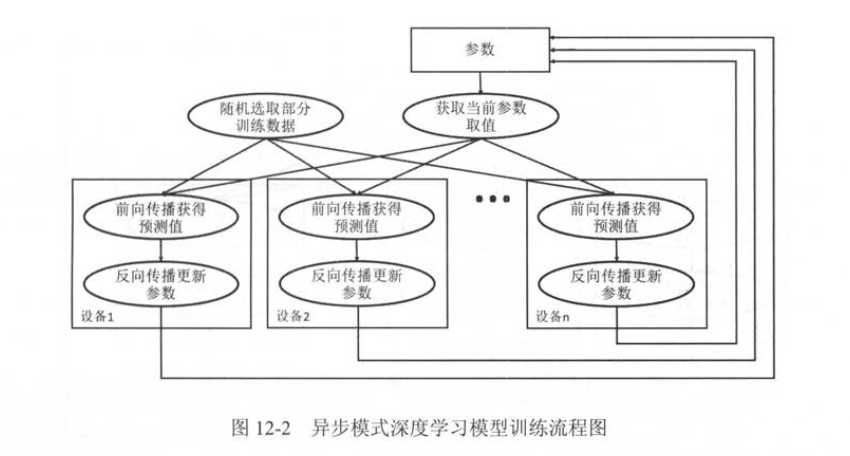 参数
随机选取部分
训练数据
获取当前参数
取值
前向传播获得
预测值
反向传播更新
参数
设备1
前向传播获得
预测值
反向传播更新
参数
设备2
前向传播获得
预测值
反向传播更新
参数
设备n
图 12-2 异步模式深度学习模型训练流程图